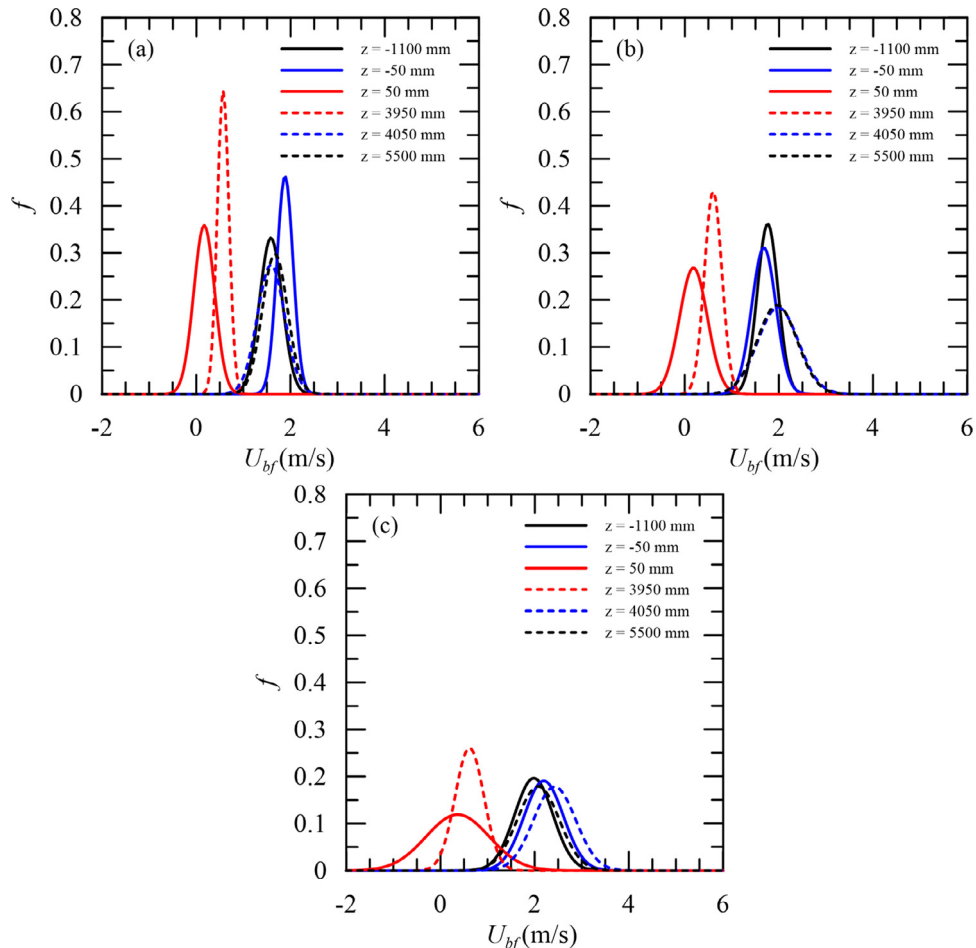 0.8
(a)
z = -1100 mm
0.7
z = -50 mm
z = 50 mm
0.6
z = 3950 mm
z = 4050 mm
0.5
z = 5500 mm
f
0.4
0.3
0.2
0.1
0
-2 0 2 4 6
U_bf(m/s)
0.8
(b)
z = -1100 mm
0.7
z = -50 mm
z = 50 mm
0.6
z = 3950 mm
z = 4050 mm
0.5
z = 5500 mm
f
0.4
0.3
0.2
0.1
0
-2 0 2 4 6
U_bf(m/s)
0.8
(c)
z = -1100 mm
0.7
z = -50 mm
z = 50 mm
0.6
z = 3950 mm
z = 4050 mm
0.5
z = 5500 mm
f
0.4
0.3
0.2
0.1
0
-2 0 2 4 6
U_bf(m/s)